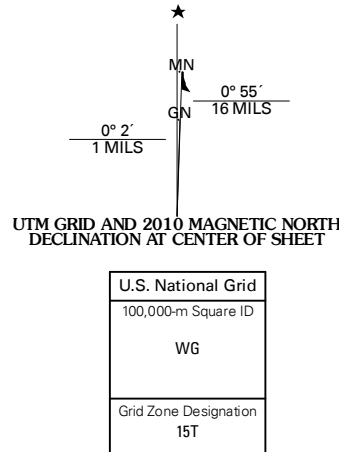 MN
0° 55´
16 MILS
GN
0° 2´
1 MILS
UTM GRID AND 2010 MAGNETIC NORTH
DECLINATION AT CENTER OF SHEET
U.S. National Grid
100,000-m Square ID
WG
Grid Zone Designation
15T